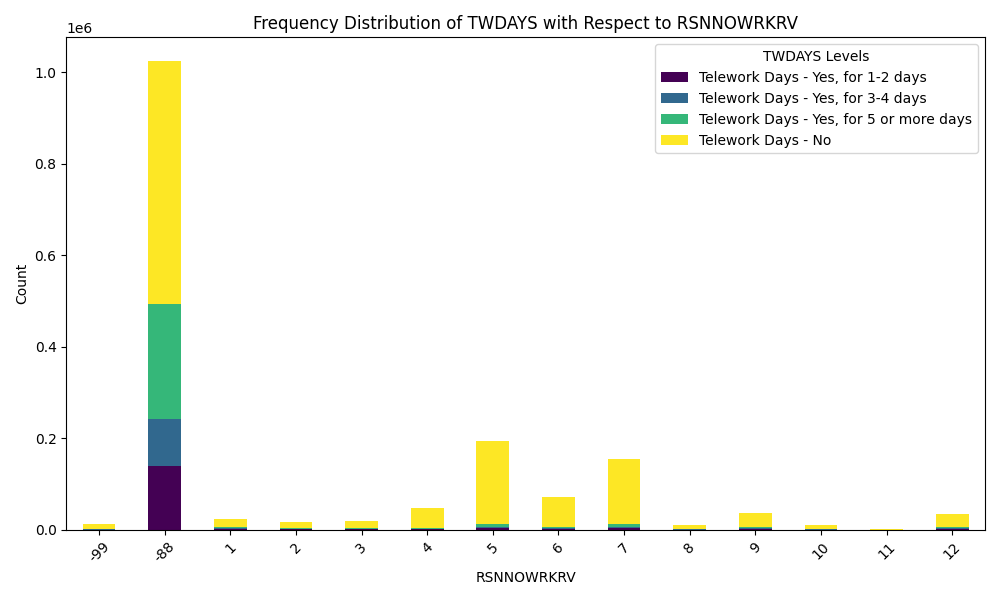 Frequency Distribution of TWDAYS with Respect to RSNNOWRKRV
1e6
TWDAYS Levels
Telework Days - Yes, for 1-2 days
Telework Days - Yes, for 3-4 days
Telework Days - Yes, for 5 or more days
Telework Days - No
1.0
0.8
0.6
0.4
0.2
0.0
Count
-99 -88 1 2 3 4 5 6 7 8 9 10 11 12
RSNNOWRKRV